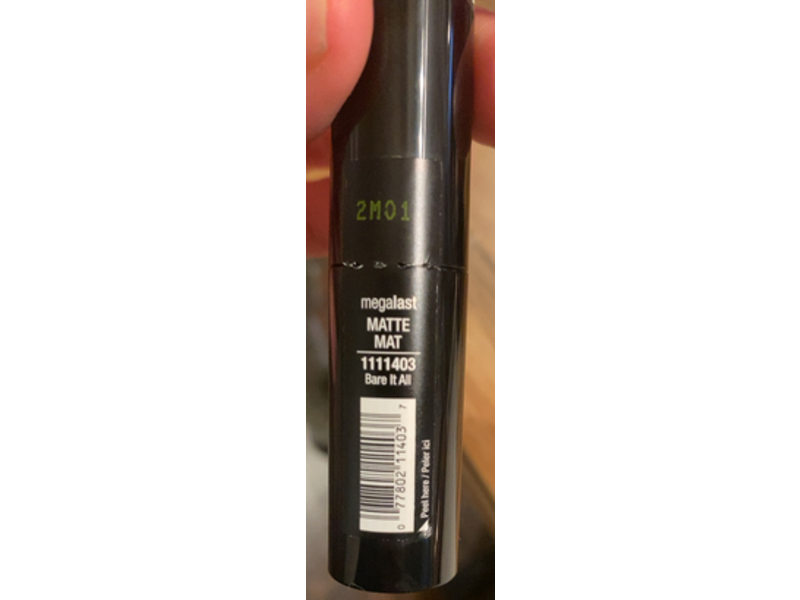 2M01
megalast
MATTE
MAT
1111403
Bare It All
0 77802 11403 7
Peel here / Peler ici